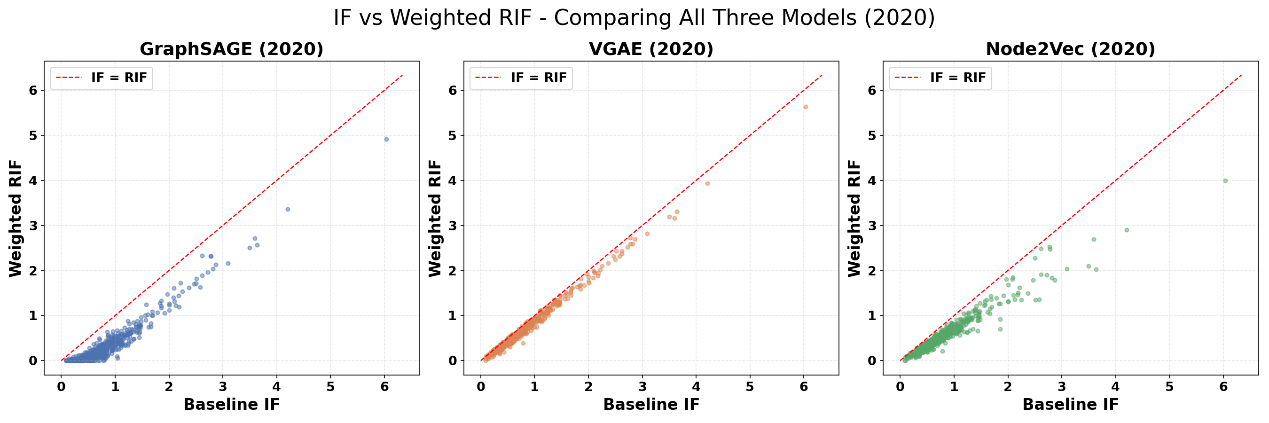 IF vs Weighted RIF - Comparing All Three Models (2020)
GraphSAGE (2020)
IF = RIF
Weighted RIF
6
5
4
3
2
1
0
0 1 2 3 4 5 6
Baseline IF
VGAE (2020)
IF = RIF
Weighted RIF
6
5
4
3
2
1
0
0 1 2 3 4 5 6
Baseline IF
Node2Vec (2020)
IF = RIF
Weighted RIF
6
5
4
3
2
1
0
0 1 2 3 4 5 6
Baseline IF